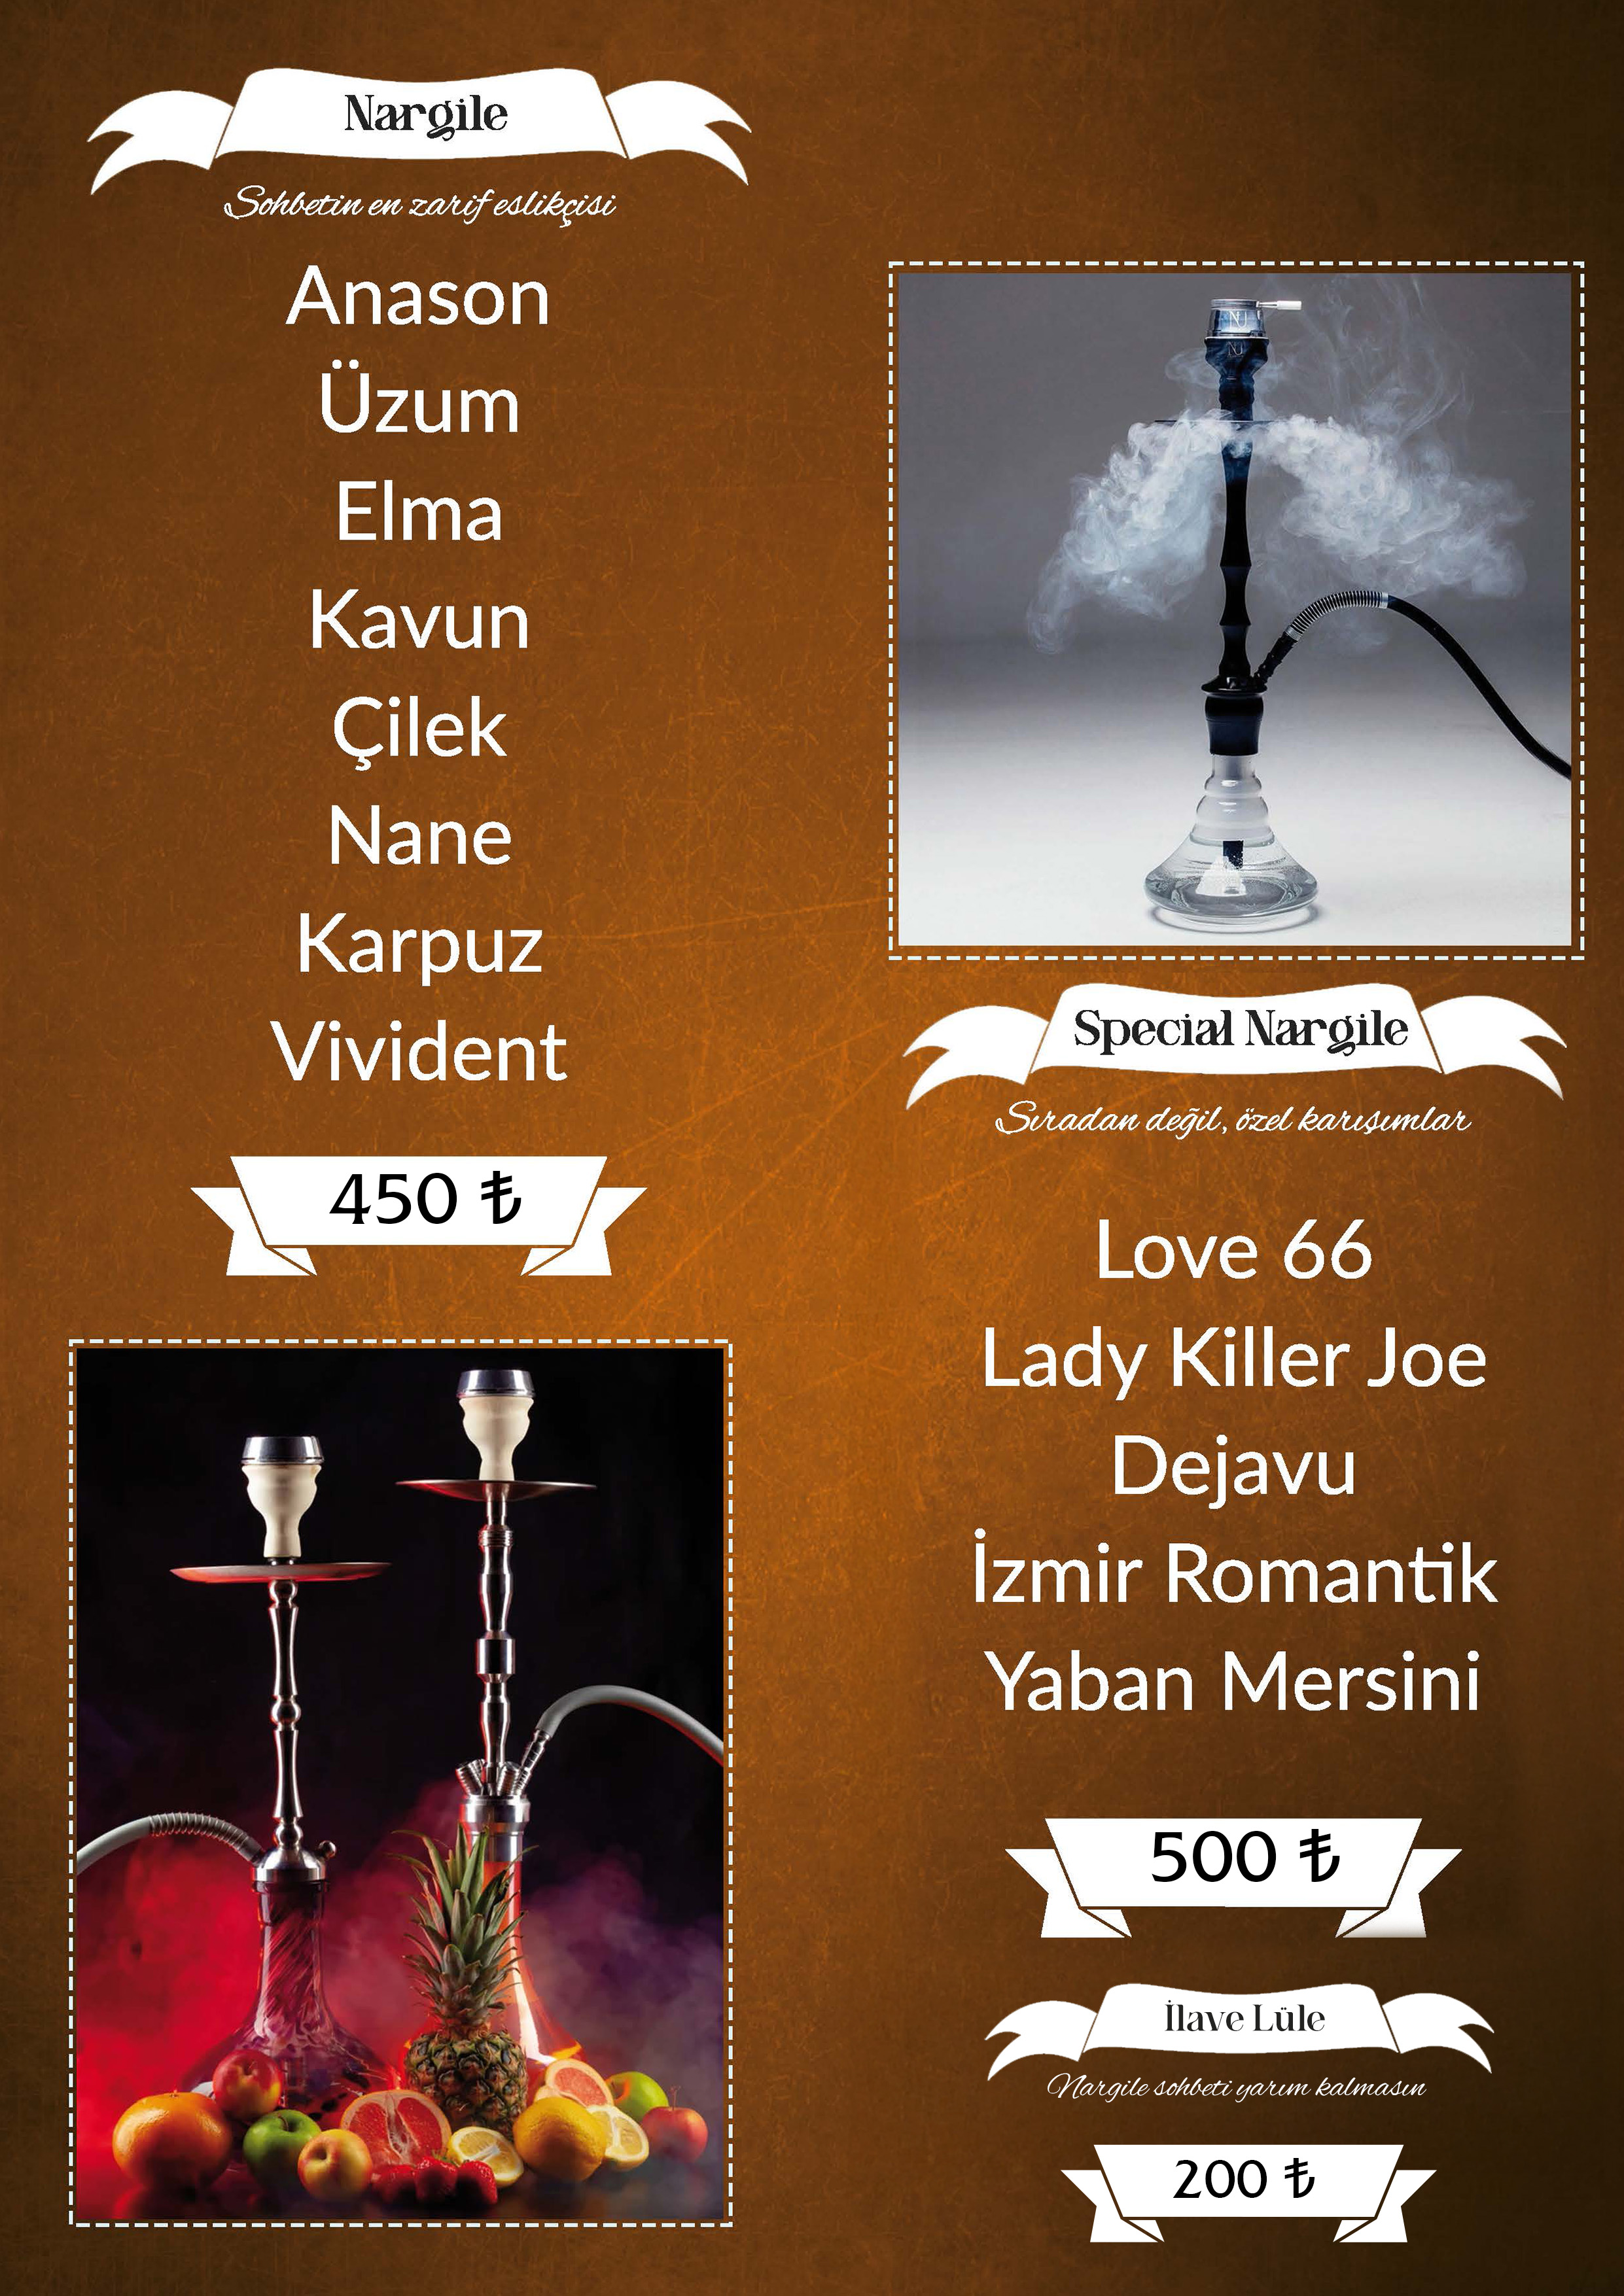 Nargile
Sohbetin en zarif eslikçisi
Anason
Üzum
Elma
Kavun
Çilek
Nane
Karpuz
Vivident
450 ₺
NU
NU
Special Nargile
Sıradan değil, özel karışımlar
Love 66
Lady Killer Joe
Dejavu
İzmir Romantik
Yaban Mersini
500 ₺
İlave Lüle
Nargile sohbeti yarım kalmasın
200 ₺